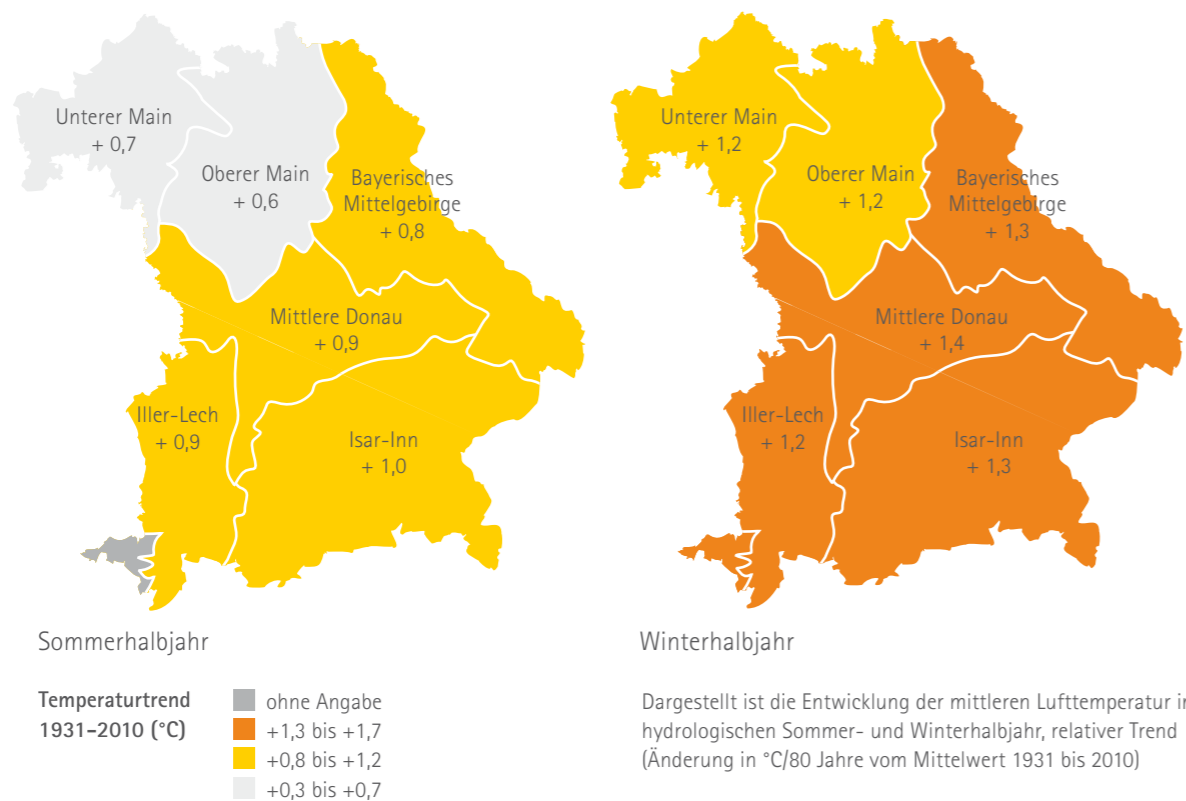 Unterer Main
+ 0,7
Oberer Main
+ 0,6
Bayerisches
Mittelgebirge
+ 0,8
Mittlere Donau
+ 0,9
Iller-Lech
+ 0,9
Isar-Inn
+ 1,0
Sommerhalbjahr
Unterer Main
+ 1,2
Oberer Main
+ 1,2
Bayerisches
Mittelgebirge
+ 1,3
Mittlere Donau
+ 1,4
Iller-Lech
+ 1,2
Isar-Inn
+ 1,3
Winterhalbjahr
Temperaturtrend
1931–2010 (°C)
ohne Angabe
+1,3 bis +1,7
+0,8 bis +1,2
+0,3 bis +0,7
Dargestellt ist die Entwicklung der mittleren Lufttemperatur
hydrologischen Sommer- und Winterhalbjahr, relativer Trend
(Änderung in °C/80 Jahre vom Mittelwert 1931 bis 2010)